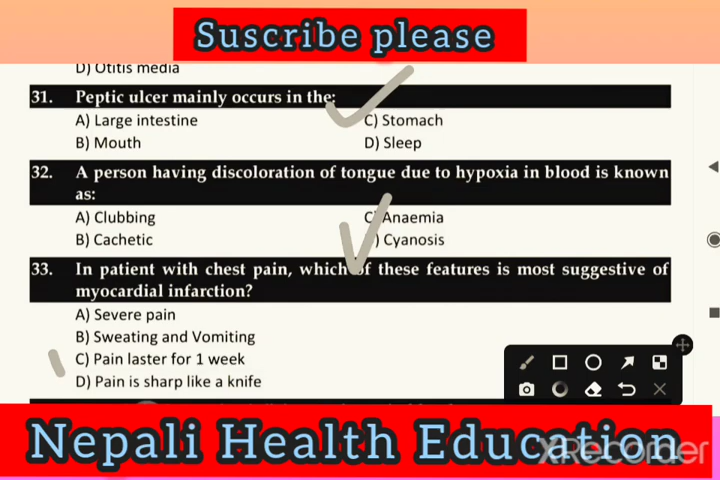 Suscribe please
D) Otitis media
31. Peptic ulcer mainly occurs in the:
A) Large intestine C) Stomach
B) Mouth D) Sleep
32. A person having discoloration of tongue due to hypoxia in blood is known
as:
A) Clubbing C) Anaemia
B) Cachetic ) Cyanosis
33. In patient with chest pain, which of these features is most suggestive of
myocardial infarction?
A) Severe pain
B) Sweating and Vomiting
C) Pain laster for 1 week
D) Pain is sharp like a knife
Nepali Health Education
XRecorder